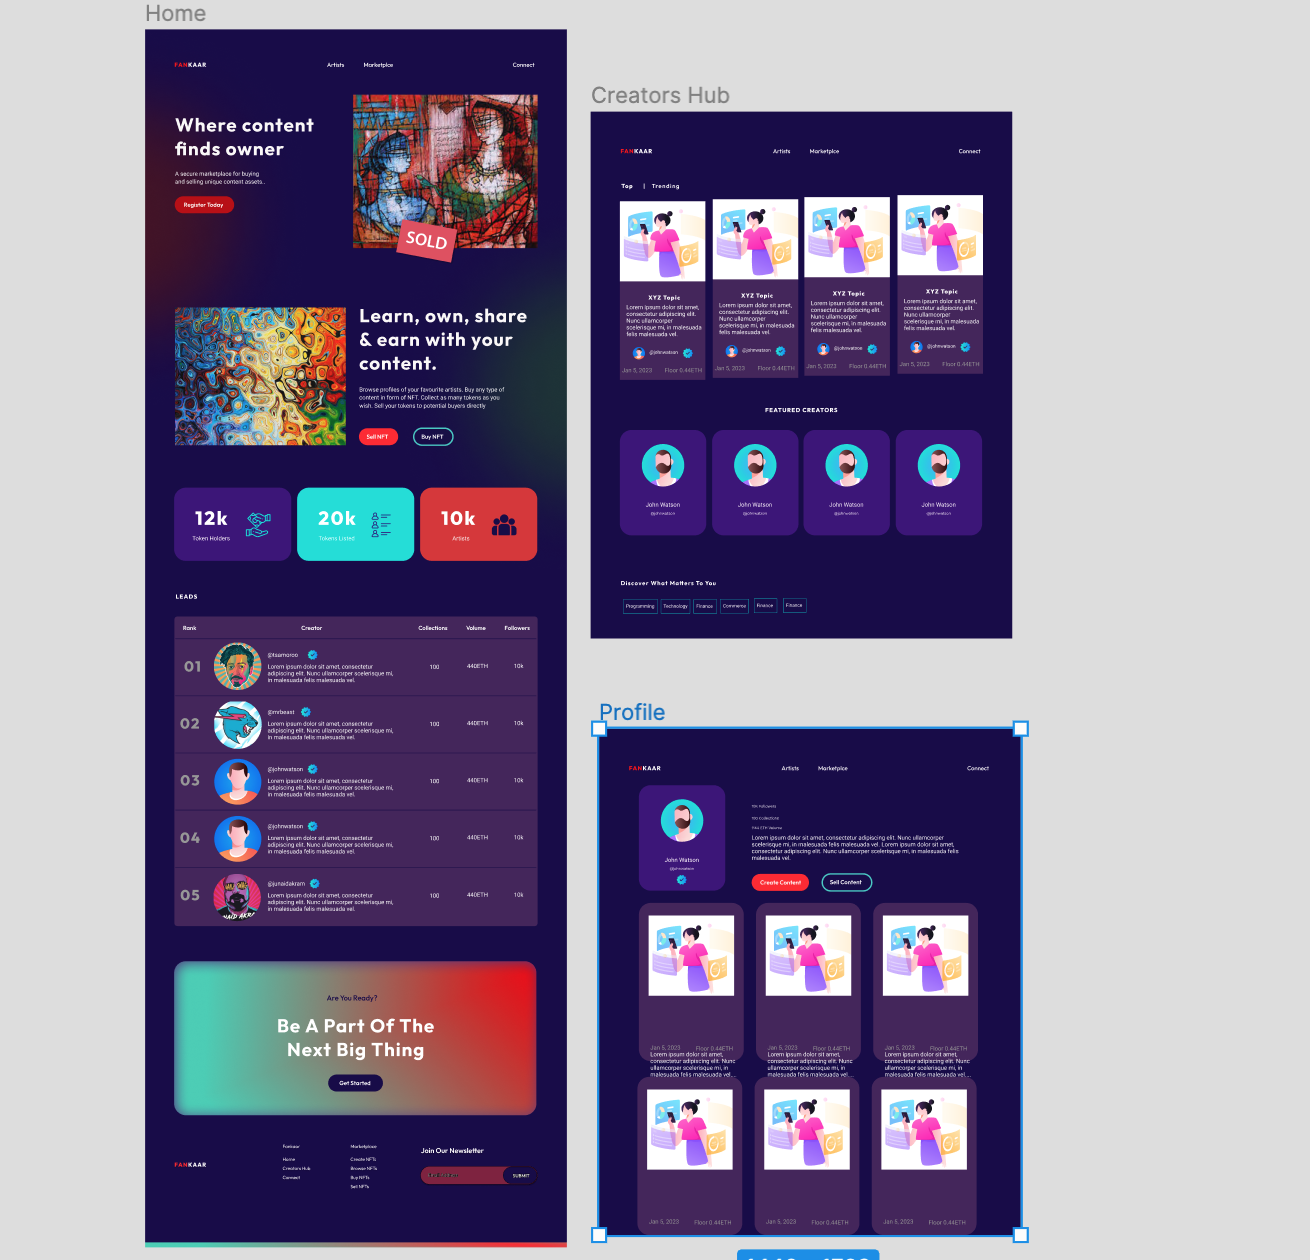 Home
FANKAAR
Artists
Marketplce
Connect
Where content
finds owner
A secure marketplace for buying
and selling unique content assets..
Register Today
SOLD
Learn, own, share
& earn with your
content.
Browse profiles of your favourite artists. Buy any type of
content in form of NFT. Collect as many tokens as you
wish. Sell your tokens to potential buyers directly
Sell NFT
Buy NFT
12k
Token Holders
20k
Tokens Listed
10k
Artists
LEADS
Rank
Creator
Collections
Volume
Followers
01
@tsamoroo
Lorem ipsum dolor sit amet, consectetur
adipiscing elit. Nunc ullamcorper scelerisque mi,
in malesuada felis malesuada vel.
100
440ETH
10k
02
@mrbeast
Lorem ipsum dolor sit amet, consectetur
adipiscing elit. Nunc ullamcorper scelerisque mi,
in malesuada felis malesuada vel.
100
440ETH
10k
03
@johnwatson
Lorem ipsum dolor sit amet, consectetur
adipiscing elit. Nunc ullamcorper scelerisque mi,
in malesuada felis malesuada vel.
100
440ETH
10k
04
@johnwatson
Lorem ipsum dolor sit amet, consectetur
adipiscing elit. Nunc ullamcorper scelerisque mi,
in malesuada felis malesuada vel.
100
440ETH
10k
05
@junaidakram
Lorem ipsum dolor sit amet, consectetur
adipiscing elit. Nunc ullamcorper scelerisque mi,
in malesuada felis malesuada vel.
100
440ETH
10k
Are You Ready?
Be A Part Of The
Next Big Thing
Get Started
FANKAAR
Fankaar
Home
Creators Hub
Connect
Marketplace
Create NFTs
Browse NFTs
Buy NFTs
Sell NFTs
Join Our Newsletter
SUBMIT
Creators Hub
FANKAAR
Artists
Marketplce
Connect
Top | Trending
XYZ Topic
Lorem ipsum dolor sit amet,
consectetur adipiscing elit.
Nunc ullamcorper
scelerisque mi, in malesuada
felis malesuada vel.
@johnwatson
Jan 5, 2023
Floor 0.44ETH
XYZ Topic
Lorem ipsum dolor sit amet,
consectetur adipiscing elit.
Nunc ullamcorper
scelerisque mi, in malesuada
felis malesuada vel.
@johnwatson
Jan 5, 2023
Floor 0.44ETH
XYZ Topic
Lorem ipsum dolor sit amet,
consectetur adipiscing elit.
Nunc ullamcorper
scelerisque mi, in malesuada
felis malesuada vel.
@johnwatson
Jan 5, 2023
Floor 0.44ETH
XYZ Topic
Lorem ipsum dolor sit amet,
consectetur adipiscing elit.
Nunc ullamcorper
scelerisque mi, in malesuada
felis malesuada vel.
@johnwatson
Jan 5, 2023
Floor 0.44ETH
FEATURED CREATORS
John Watson
@johnwatson
John Watson
@johnwatson
John Watson
@johnwatson
John Watson
@johnwatson
Discover What Matters To You
Programming
Technology
Finance
Commerce
Finance
Finance
Profile
FANKAAR
Artists
Marketplce
Connect
John Watson
@johnwatson
10K Followers
100 Collections
ETH Volume
Lorem ipsum dolor sit amet, consectetur adipiscing elit. Nunc ullamcorper
scelerisque mi, in malesuada felis malesuada vel. Lorem ipsum dolor sit amet,
consectetur adipiscing elit. Nunc ullamcorper scelerisque mi, in malesuada felis
malesuada vel.
Create Content
Sell Content
Jan 5, 2023
Floor 0.44ETH
Lorem ipsum dolor sit amet,
consectetur adipiscing elit. Nunc
ullamcorper scelerisque mi, in
malesuada felis malesuada vel...
Jan 5, 2023
Floor 0.44ETH
Lorem ipsum dolor sit amet,
consectetur adipiscing elit. Nunc
ullamcorper scelerisque mi, in
malesuada felis malesuada vel...
Jan 5, 2023
Floor 0.44ETH
Lorem ipsum dolor sit amet,
consectetur adipiscing elit. Nunc
ullamcorper scelerisque mi, in
malesuada felis malesuada vel...
Jan 5, 2023
Floor 0.44ETH
Jan 5, 2023
Floor 0.44ETH
Jan 5, 2023
Floor 0.44ETH